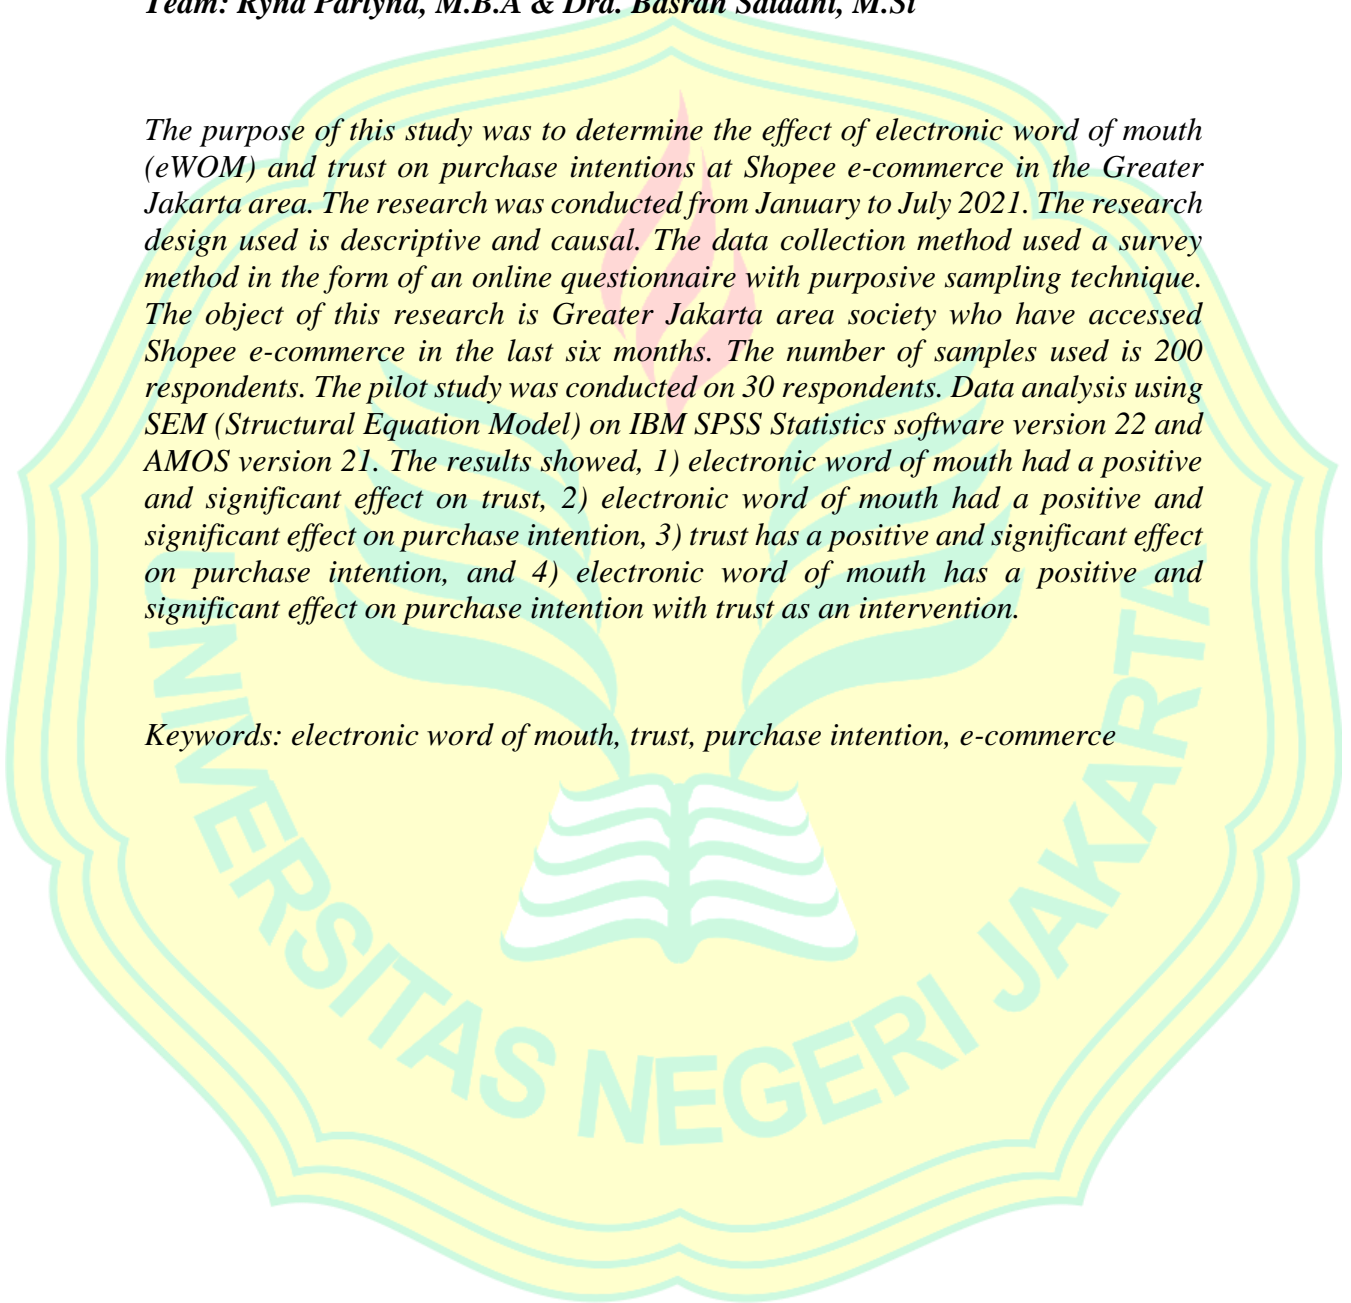 Team: Ryna Parlyna, M.B.A & Dra. Basrah Saidani, M.Si
The purpose of this study was to determine the effect of electronic word of mouth
(eWOM) and trust on purchase intentions at Shopee e-commerce in the Greater
Jakarta area. The research was conducted from January to July 2021. The research
design used is descriptive and causal. The data collection method used a survey
method in the form of an online questionnaire with purposive sampling technique.
The object of this research is Greater Jakarta area society who have accessed
Shopee e-commerce in the last six months. The number of samples used is 200
respondents. The pilot study was conducted on 30 respondents. Data analysis using
SEM (Structural Equation Model) on IBM SPSS Statistics software version 22 and
AMOS version 21. The results showed, 1) electronic word of mouth had a positive
and significant effect on trust, 2) electronic word of mouth had a positive and
significant effect on purchase intention, 3) trust has a positive and significant effect
on purchase intention, and 4) electronic word of mouth has a positive and
significant effect on purchase intention with trust as an intervention.
Keywords: electronic word of mouth, trust, purchase intention, e-commerce
UNIVERSITAS NEGERI JAKARTA